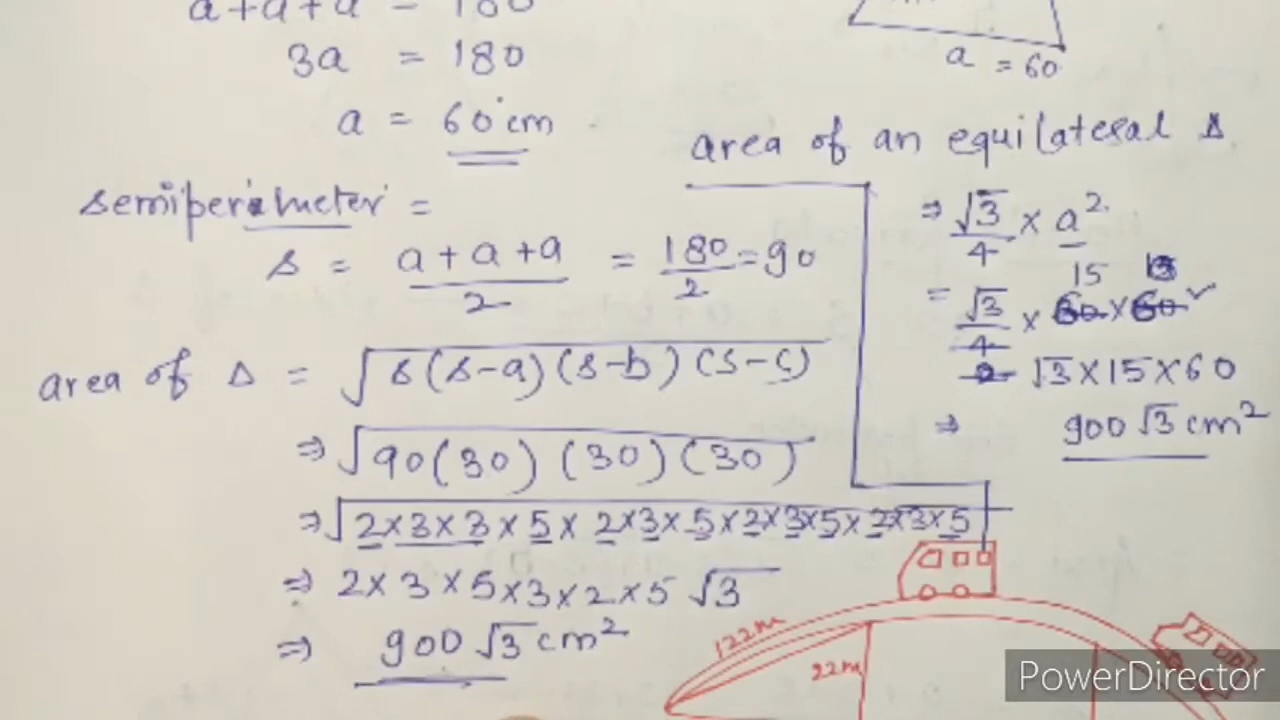 a+a+a = 180
3a = 180
a = 60 cm
a = 60
semiperimeter =
s = a+a+a / 2 = 180/2 = 90
area of Δ = √s(s-a)(s-b)(s-c)
⇒ √90(30)(30)(30)
⇒ √2×3×3×5×2×3×5×2×3×5×2×3×5
⇒ 2×3×5×3×2×5√3
⇒ 900√3 cm²
area of an equilateral Δ
⇒ √3/4 × a²
15
= √3/4 × 60×60
√3×15×60
⇒ 900√3 cm²
122m
22m
PowerDirector